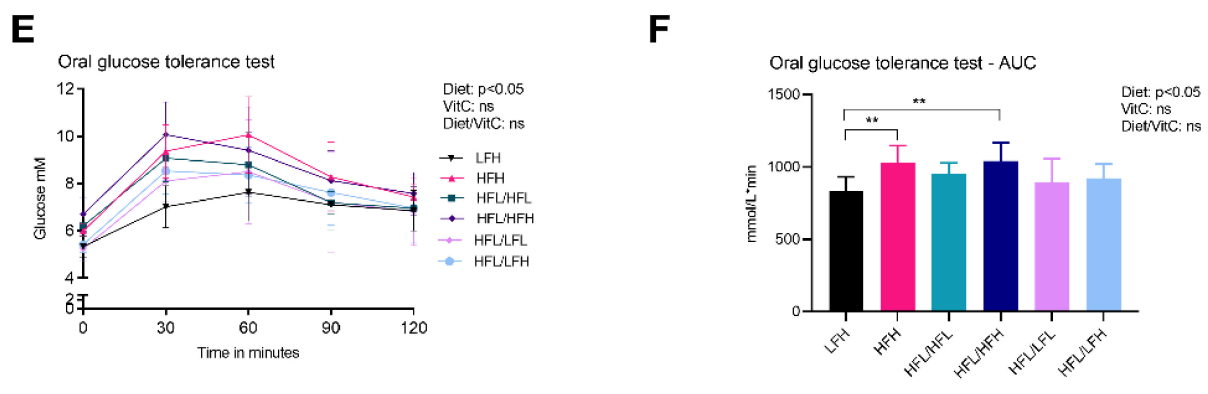 E
Oral glucose tolerance test
Diet: p<0.05
VitC: ns
Diet/VitC: ns
12
10
8
6
4
2
0
Glucose mM
0 30 60 90 120
Time in minutes
LFH
HFH
HFL/HFL
HFL/HFH
HFL/LFL
HFL/LFH
F
Oral glucose tolerance test - AUC
Diet: p<0.05
VitC: ns
Diet/VitC: ns
1500
1000
500
0
mmol/L*min
**
**
LFH
HFH
HFL/HFL
HFL/HFH
HFL/LFL
HFL/LFH